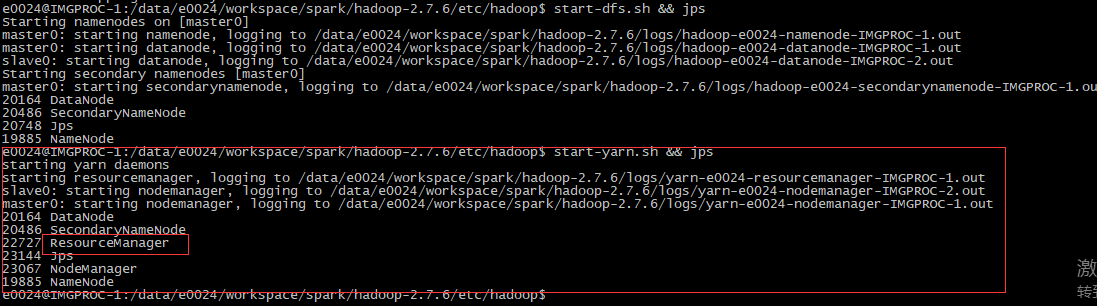 e0024@IMGPROC-1:/data/e0024/workspace/spark/hadoop-2.7.6/etc/hadoop$ start-dfs.sh && jps
Starting namenodes on [master0]
master0: starting namenode, logging to /data/e0024/workspace/spark/hadoop-2.7.6/logs/hadoop-e0024-namenode-IMGPROC-1.out
master0: starting datanode, logging to /data/e0024/workspace/spark/hadoop-2.7.6/logs/hadoop-e0024-datanode-IMGPROC-1.out
slave0: starting datanode, logging to /data/e0024/workspace/spark/hadoop-2.7.6/logs/hadoop-e0024-datanode-IMGPROC-2.out
Starting secondary namenodes [master0]
master0: starting secondarynamenode, logging to /data/e0024/workspace/spark/hadoop-2.7.6/logs/hadoop-e0024-secondarynamenode-IMGPROC-1.ou
20164 DataNode
20486 SecondaryNameNode
20748 Jps
19885 NameNode
e0024@IMGPROC-1:/data/e0024/workspace/spark/hadoop-2.7.6/etc/hadoop$ start-yarn.sh && jps
starting yarn daemons
starting resourcemanager, logging to /data/e0024/workspace/spark/hadoop-2.7.6/logs/yarn-e0024-resourcemanager-IMGPROC-1.out
slave0: starting nodemanager, logging to /data/e0024/workspace/spark/hadoop-2.7.6/logs/yarn-e0024-nodemanager-IMGPROC-2.out
master0: starting nodemanager, logging to /data/e0024/workspace/spark/hadoop-2.7.6/logs/yarn-e0024-nodemanager-IMGPROC-1.out
20164 DataNode
20486 SecondaryNameNode
22727 ResourceManager
23144 Jps
23067 NodeManager
19885 NameNode
e0024@IMGPROC-1:/data/e0024/workspace/spark/hadoop-2.7.6/etc/hadoop$
激
转到